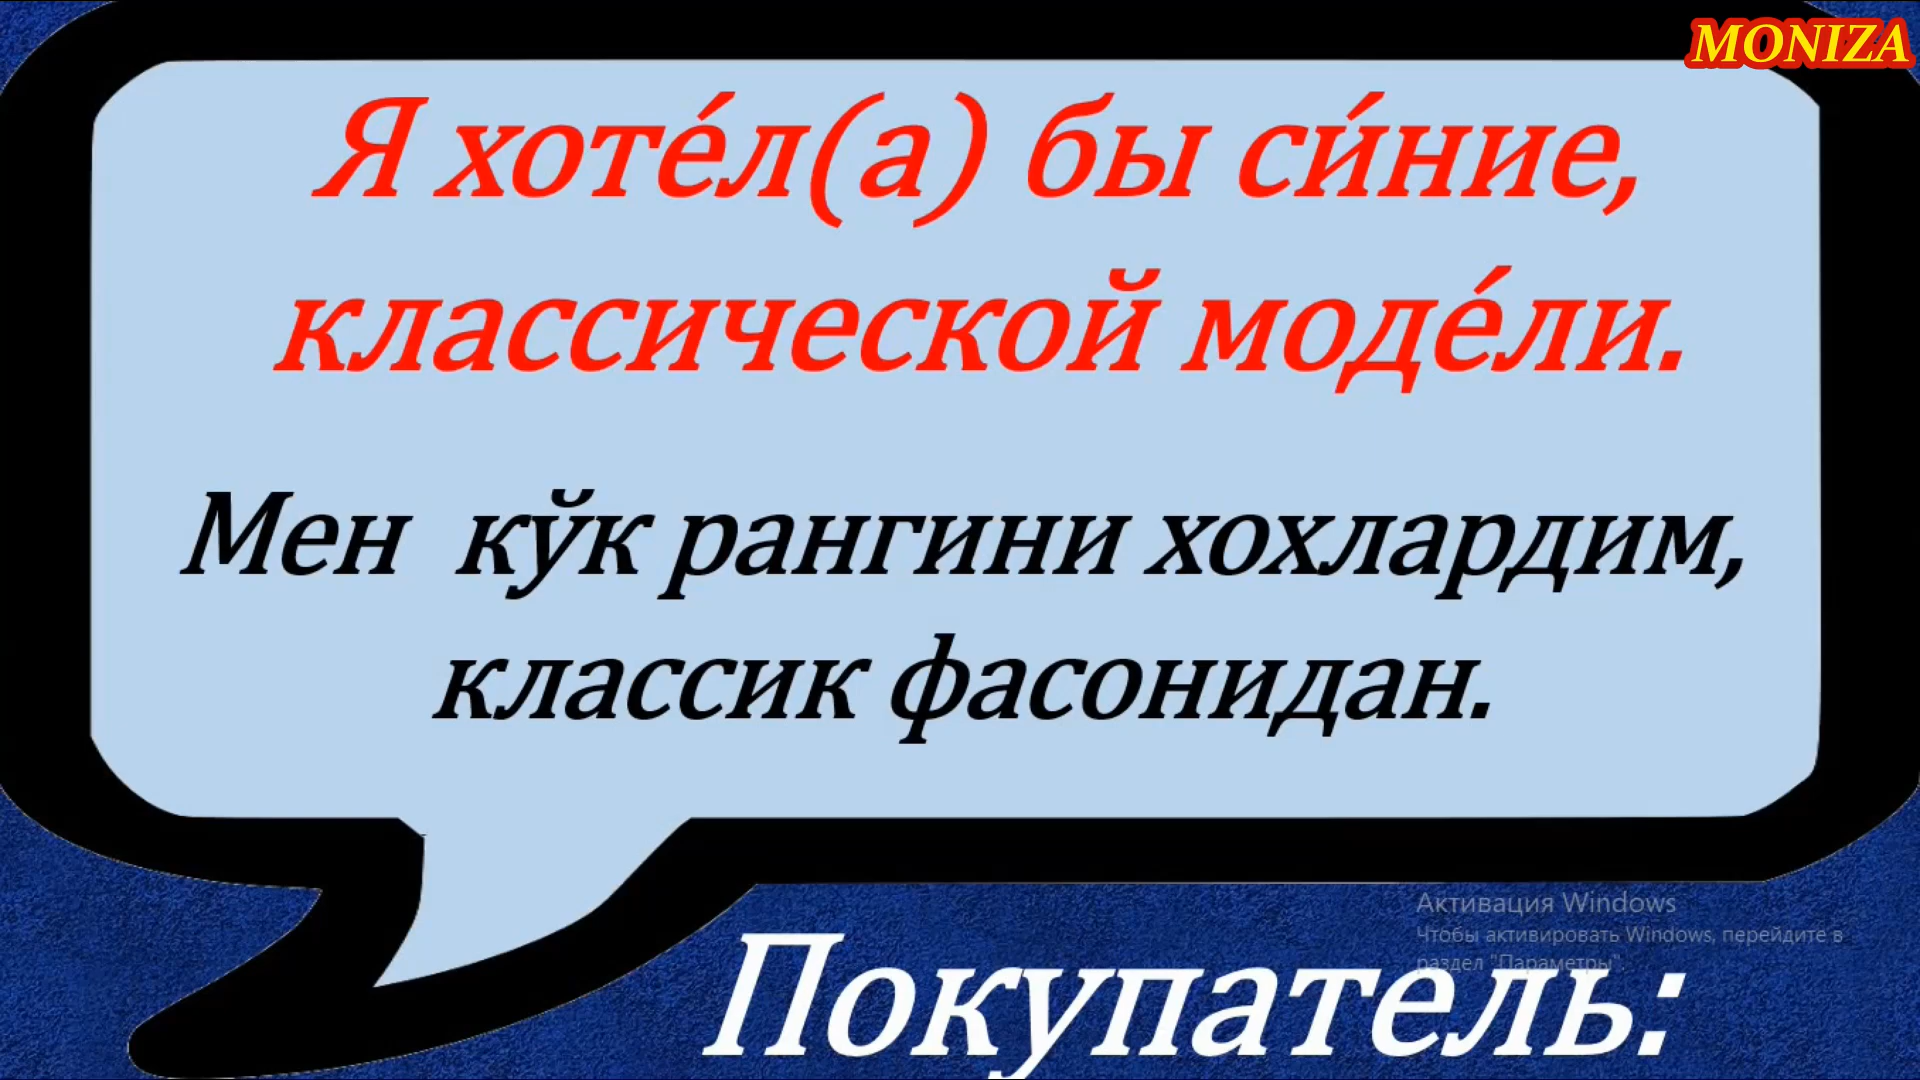 MONIZA
Я хоте́л(а) бы си́ние,
классической моде́ли.
Мен кўк рангини хохлардим,
классик фасонидан.
Активация Windows
Чтобы активировать Windows, перейдите в
раздел "Параметры".
Покупатель: